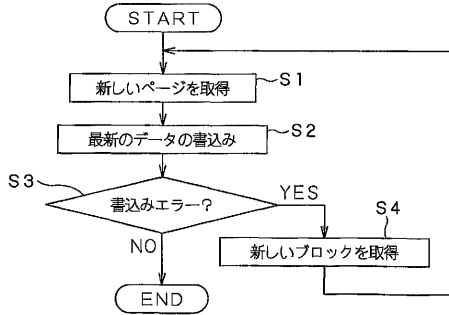 START
新しいページを取得
S1
最新のデータの書込み
S2
S3
書込みエラー?
YES
NO
S4
新しいブロックを取得
END